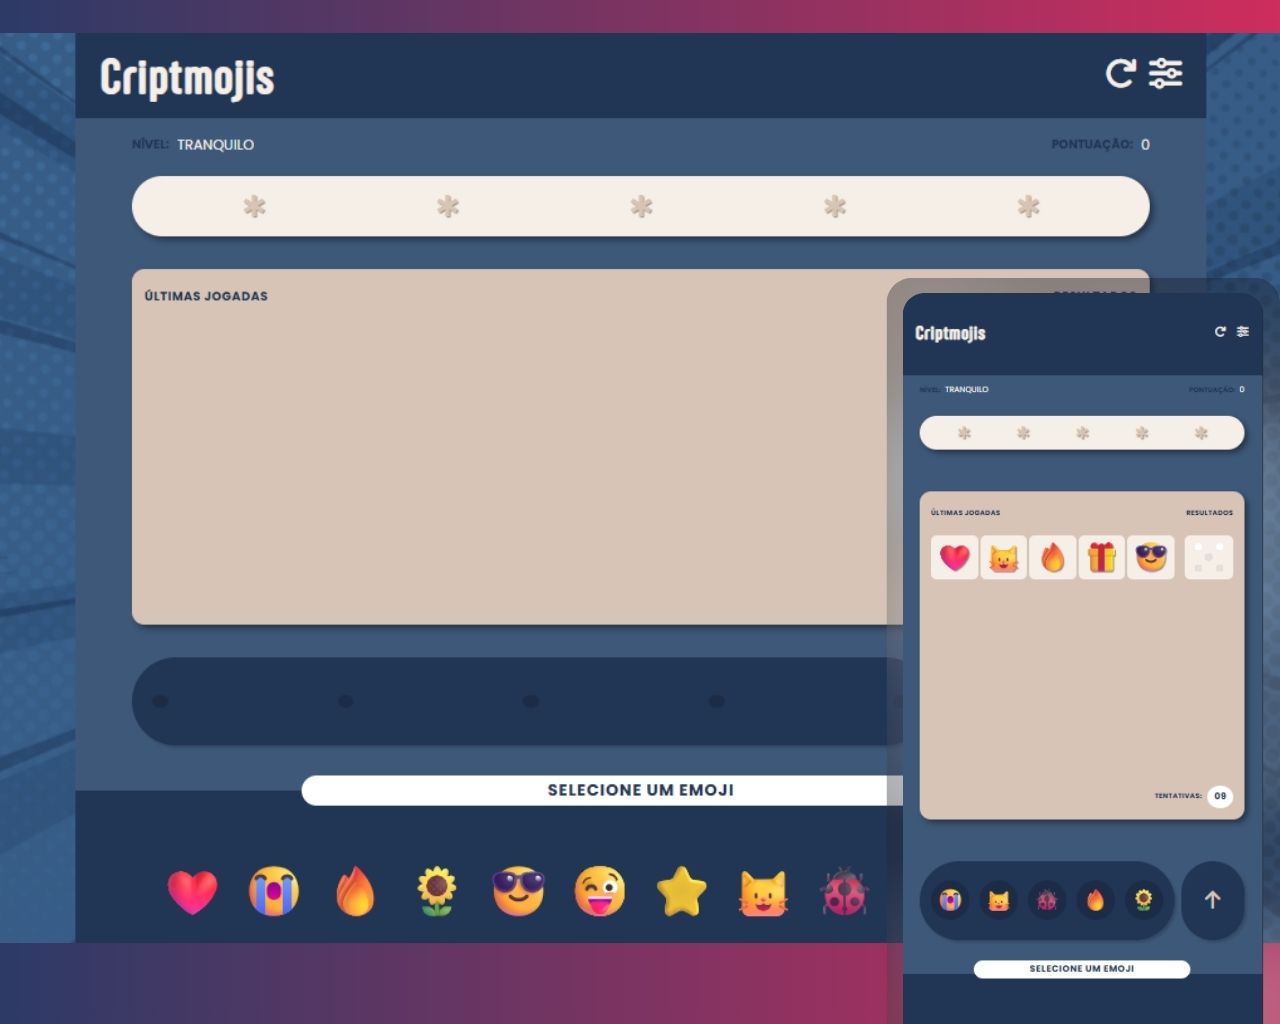 Criptmojis
NÍVEL: TRANQUILO
PONTUAÇÃO: 0
ÚLTIMAS JOGADAS
RESULTADOS
SELECIONE UM EMOJI
Criptmojis
NÍVEL: TRANQUILO
PONTUAÇÃO: 0
ÚLTIMAS JOGADAS
RESULTADOS
TENTATIVAS: 09
SELECIONE UM EMOJI